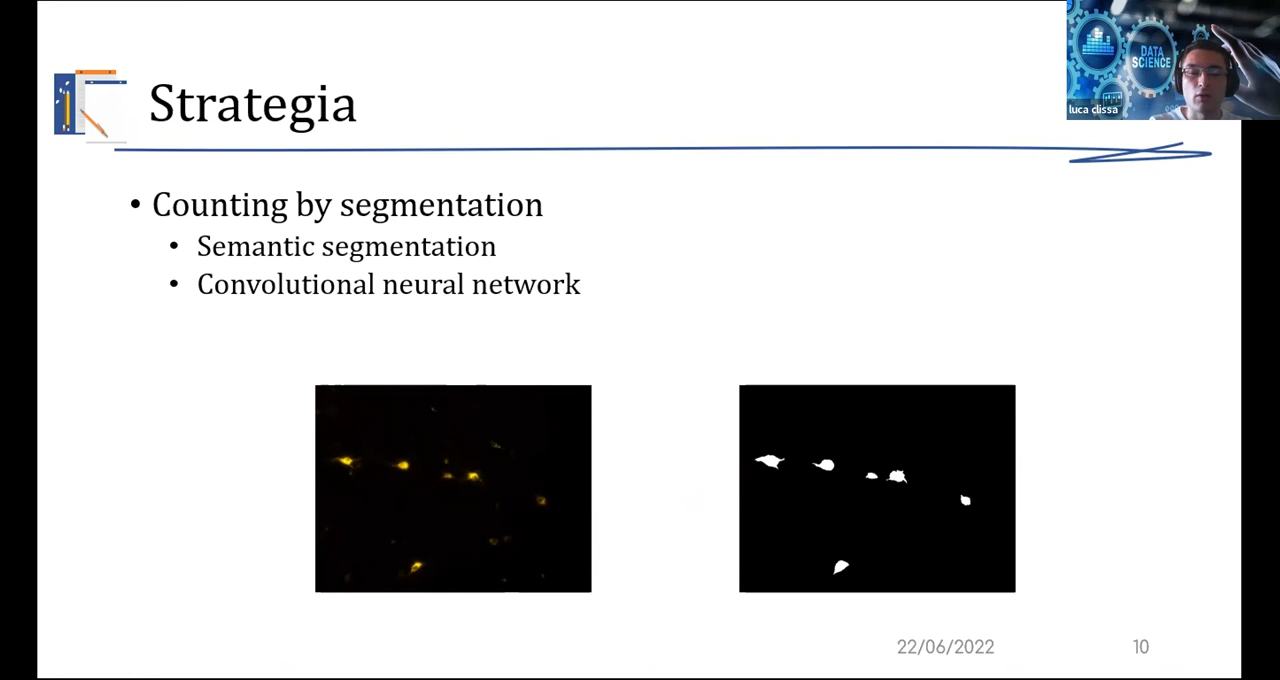 Strategia
DATA
SCIENCE
luca clissa
• Counting by segmentation
• Semantic segmentation
• Convolutional neural network
22/06/2022
10